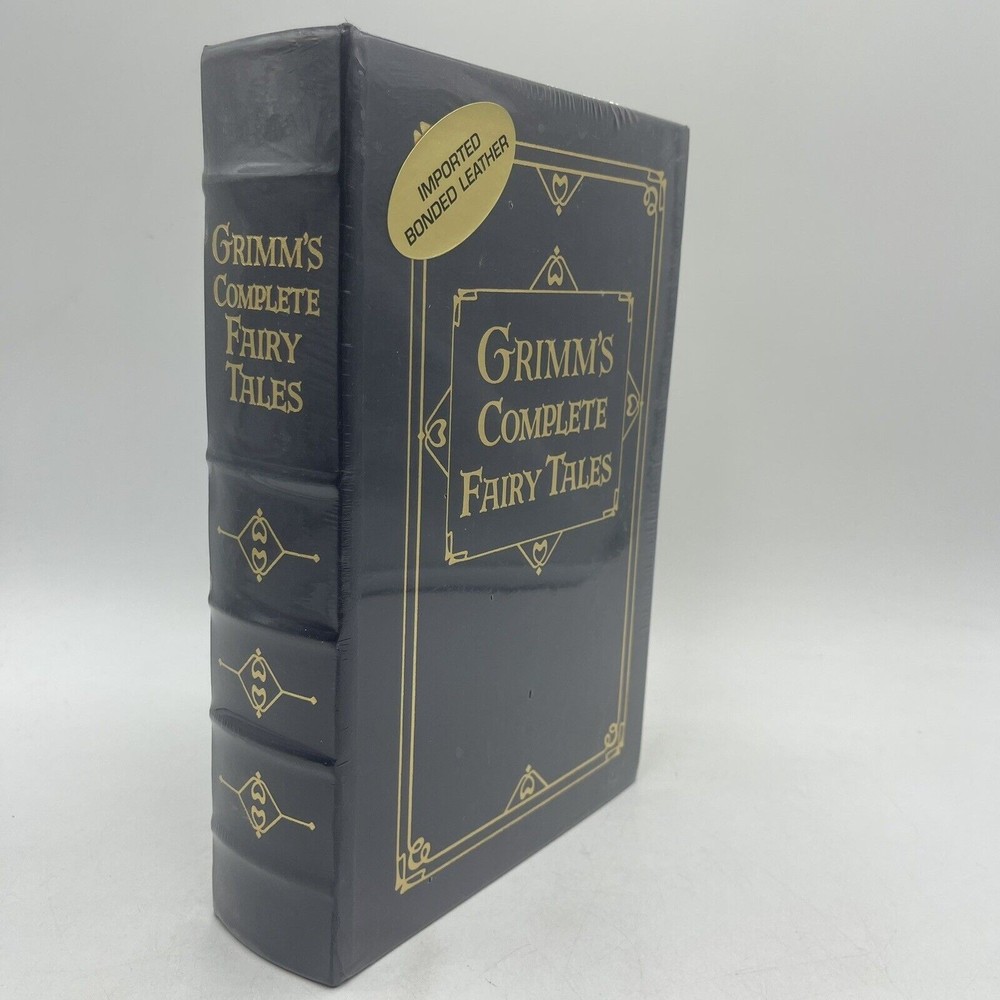 GRIMM'S
COMPLETE
FAIRY
TALES
IMPORTED
BONDED LEATHER
GRIMM'S
COMPLETE
FAIRY TALES